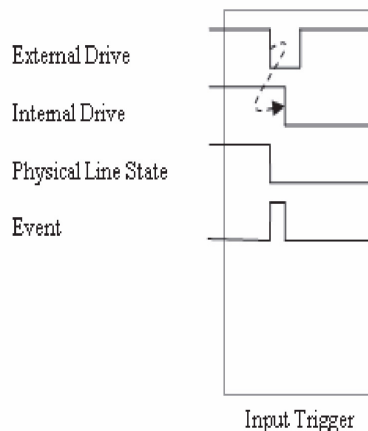 External Drive
Internal Drive
Physical Line State
Event
Input Trigger